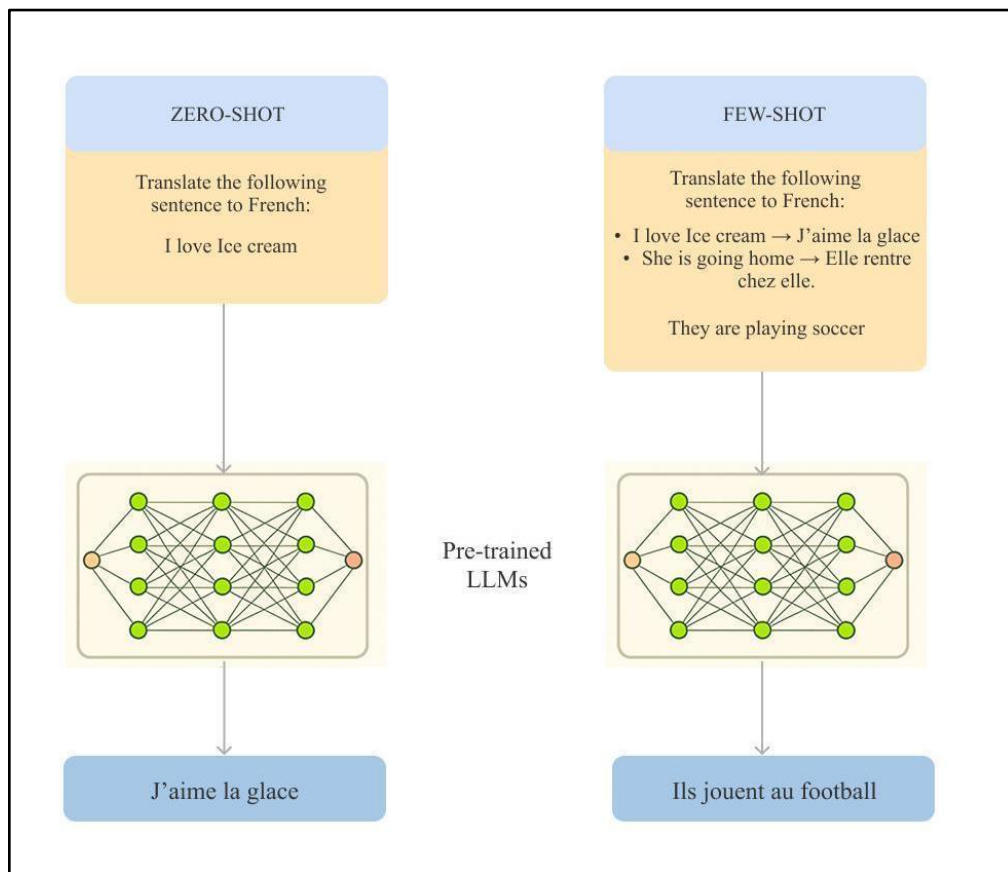 ZERO-SHOT
Translate the following
sentence to French:
I love Ice cream
FEW-SHOT
Translate the following
sentence to French:
• I love Ice cream → J’aime la glace
• She is going home → Elle rentre
chez elle.
They are playing soccer
Pre-trained
LLMs
J’aime la glace
Ils jouent au football